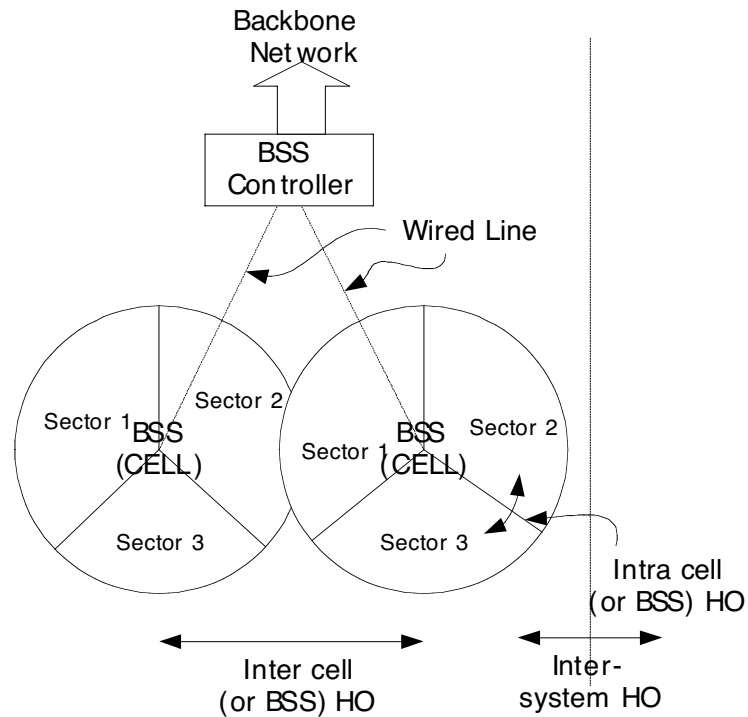 Backbone
Network
BSS
Controller
Wired Line
Sector 1
Sector 2
BSS
(CELL)
Sector 3
Sector 1
Sector 2
BSS
(CELL)
Sector 3
Intra cell
(or BSS) HO
Inter cell
(or BSS) HO
Inter-
system HO